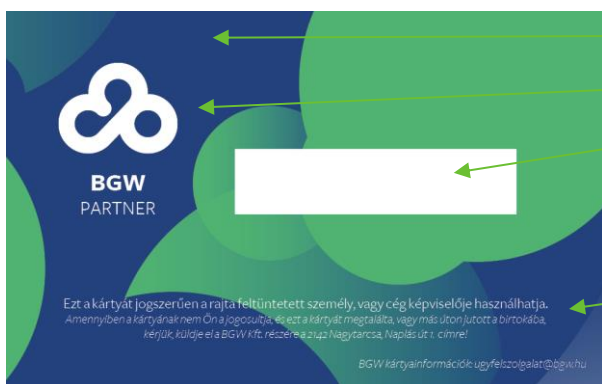 BGW
PARTNER
Ezt a kártyát jogszerűen a rajta feltüntetett személy, vagy cég képviselője használhatja.
Amennyiben a kártyának nem Ön a jogosultja, és ezt a kártyát megtalálta, vagy más úton jutott a birtokába,
kérjük, küldje el a BGW Kft. részére a 2142 Nagytarcsa, Naplás út 1. címre!
BGW kártyainformációk: ugyfelszolgalat@bgw.hu